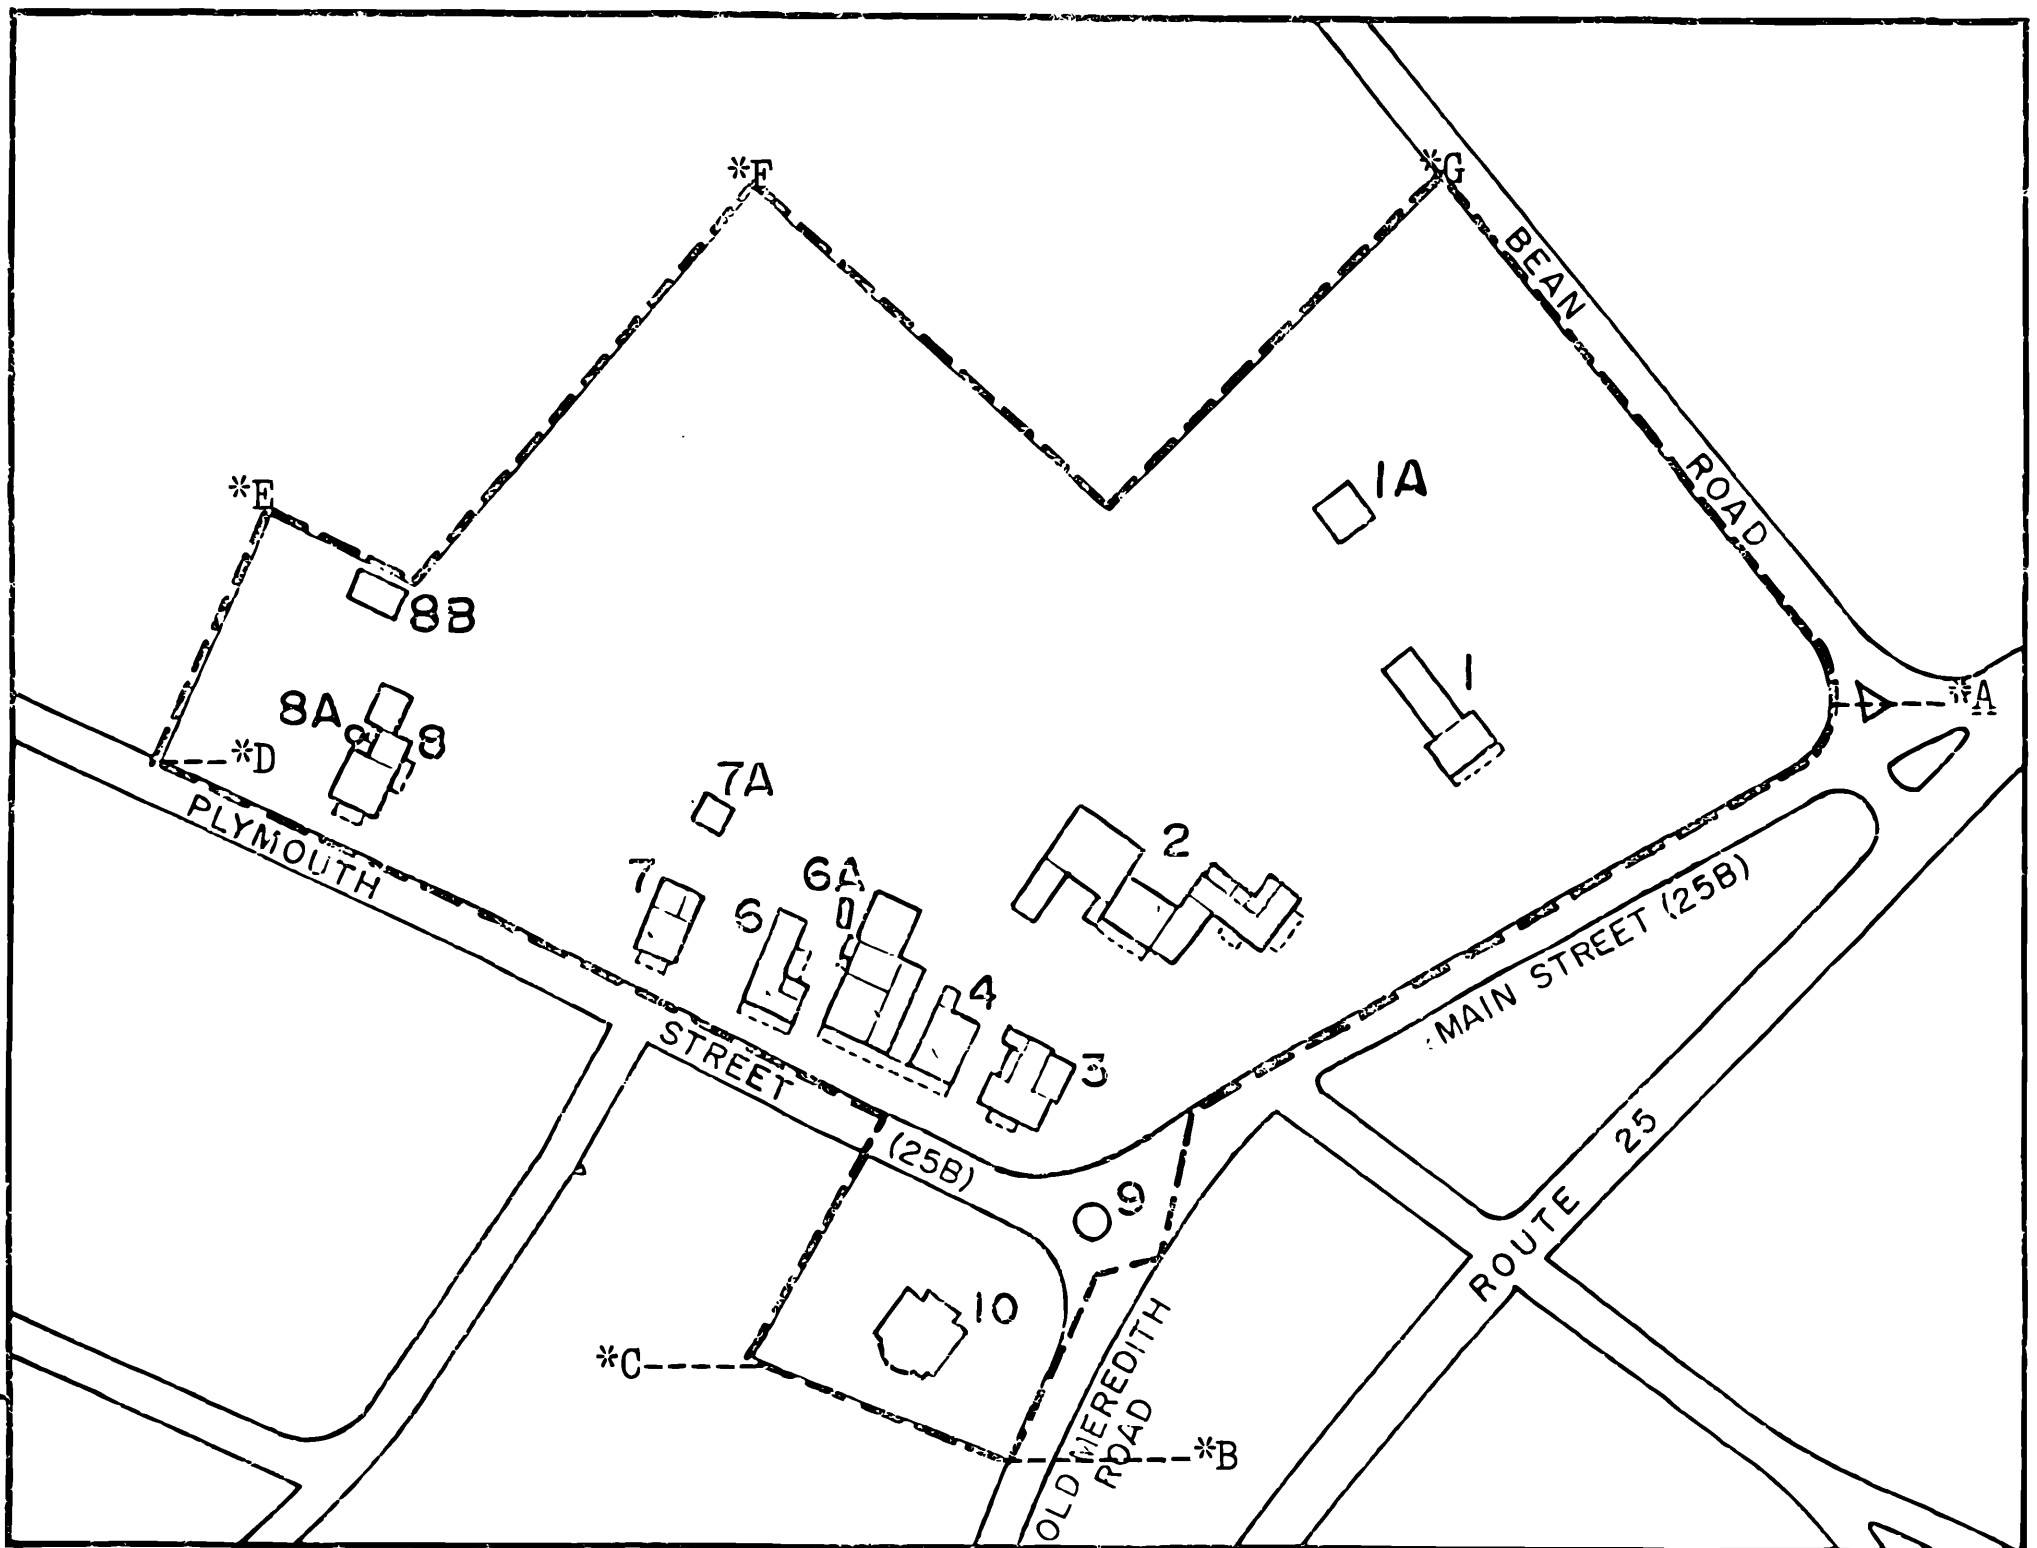 *F
*G
BEAN
ROAD
1A
*E
8B
1
*A
8A
8
*D
7A
PLYMOUTH
2
7
6A
6
MAIN STREET (25B)
4
STREET
3
25
(25B)
9
ROUTE
10
*C
OLD MEREDITH
ROAD
*B